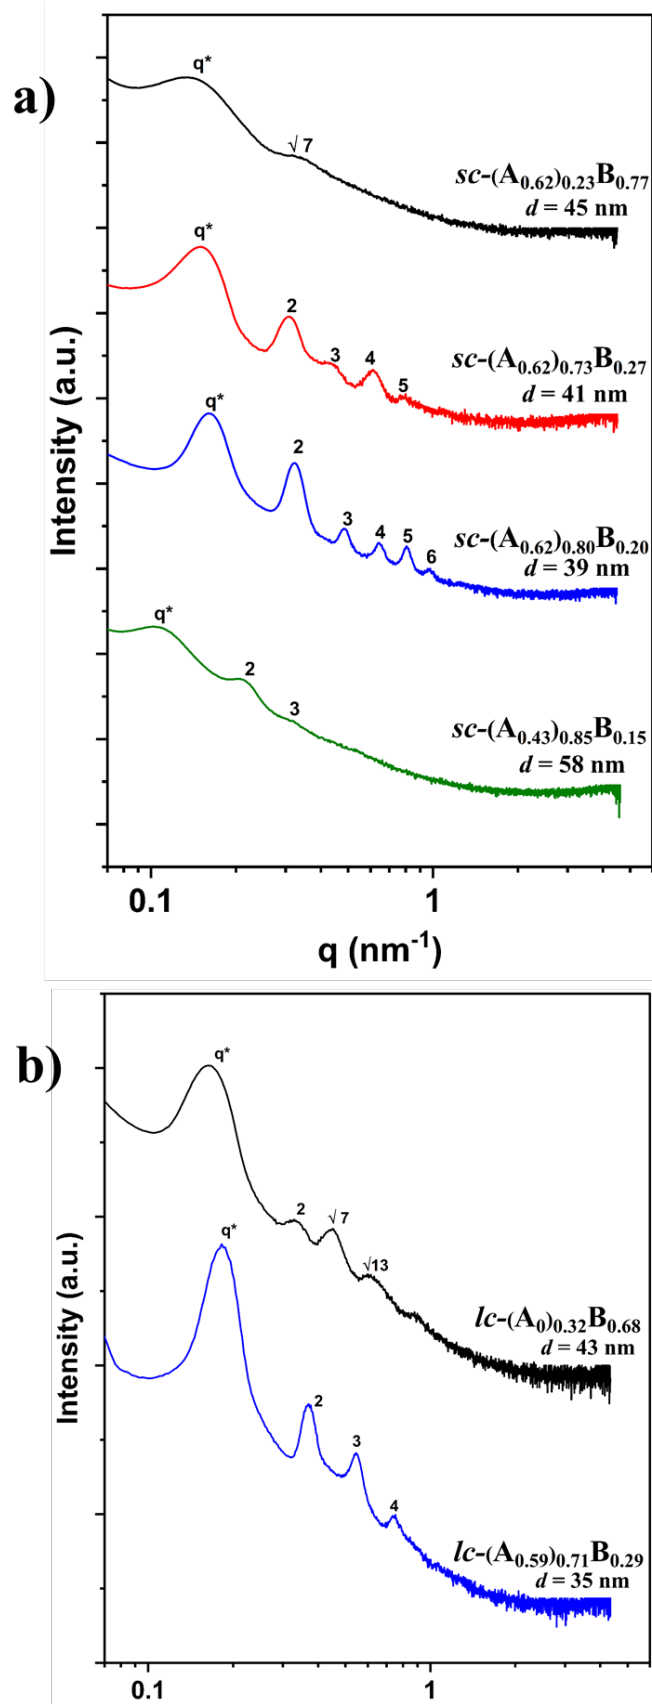 a)
q*
√7
sc-(A0.62)0.23B0.77
d = 45 nm
q*
2
3
4
5
sc-(A0.62)0.73B0.27
d = 41 nm
q*
2
3
4
5
6
sc-(A0.62)0.80B0.20
d = 39 nm
q*
2
3
sc-(A0.43)0.85B0.15
d = 58 nm
Intensity (a.u.)
0.1 1
q (nm-1)
b)
q*
2
√7
√13
lc-(A0)0.32B0.68
d = 43 nm
q*
2
3
4
lc-(A0.59)0.71B0.29
d = 35 nm
Intensity (a.u.)
0.1 1